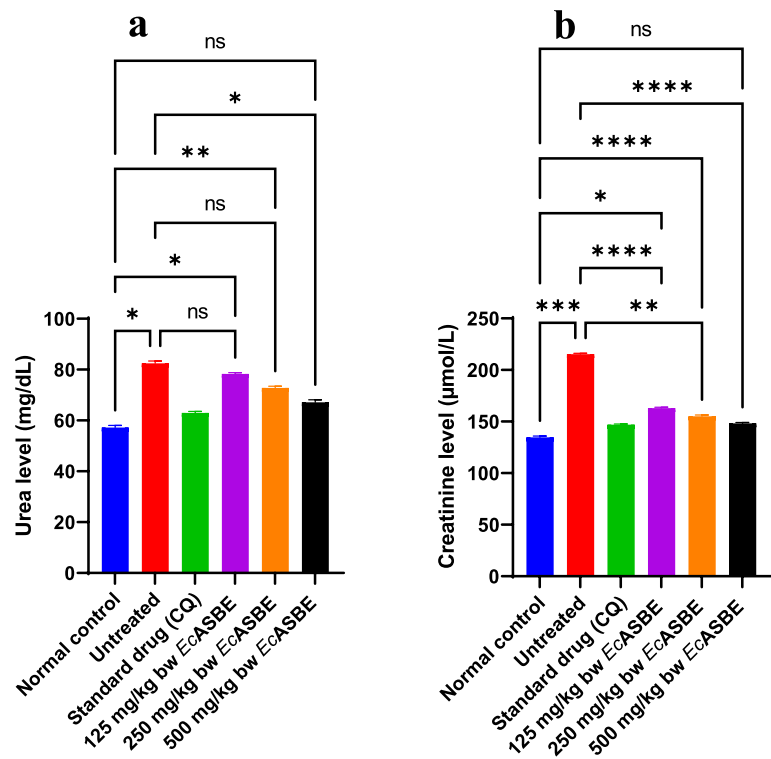 a
ns
*
**
ns
*
*
ns
Urea level (mg/dL)
100
80
60
40
20
0
Normal control
Untreated
Standard drug (CQ)
125 mg/kg bw EcASBE
250 mg/kg bw EcASBE
500 mg/kg bw EcASBE
b
ns
****
****
*
****
***
**
Creatinine level (µmol/L)
250
200
150
100
50
0
Normal control
Untreated
Standard drug (CQ)
125 mg/kg bw EcASBE
250 mg/kg bw EcASBE
500 mg/kg bw EcASBE